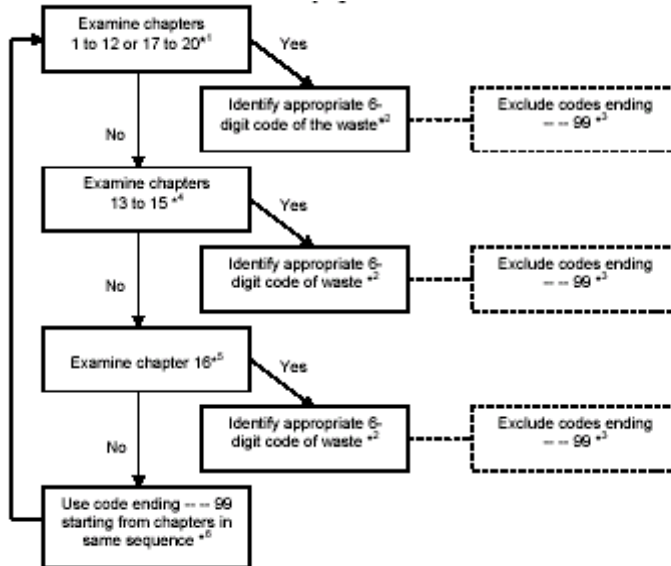 Examine chapters
1 to 12 or 17 to 20*1
Yes
Identify appropriate 6-
digit code of the waste*2
Exclude codes ending
-- -- 99 *3
No
Examine chapters
13 to 15 *4
Yes
Identify appropriate 6-
digit code of waste *2
Exclude codes ending
-- -- 99 *3
No
Examine chapter 16*5
Yes
Identify appropriate 6-
digit code of waste *2
Exclude codes ending
-- -- 99 *3
No
Use code ending -- -- 99
starting from chapters in
same sequence *6